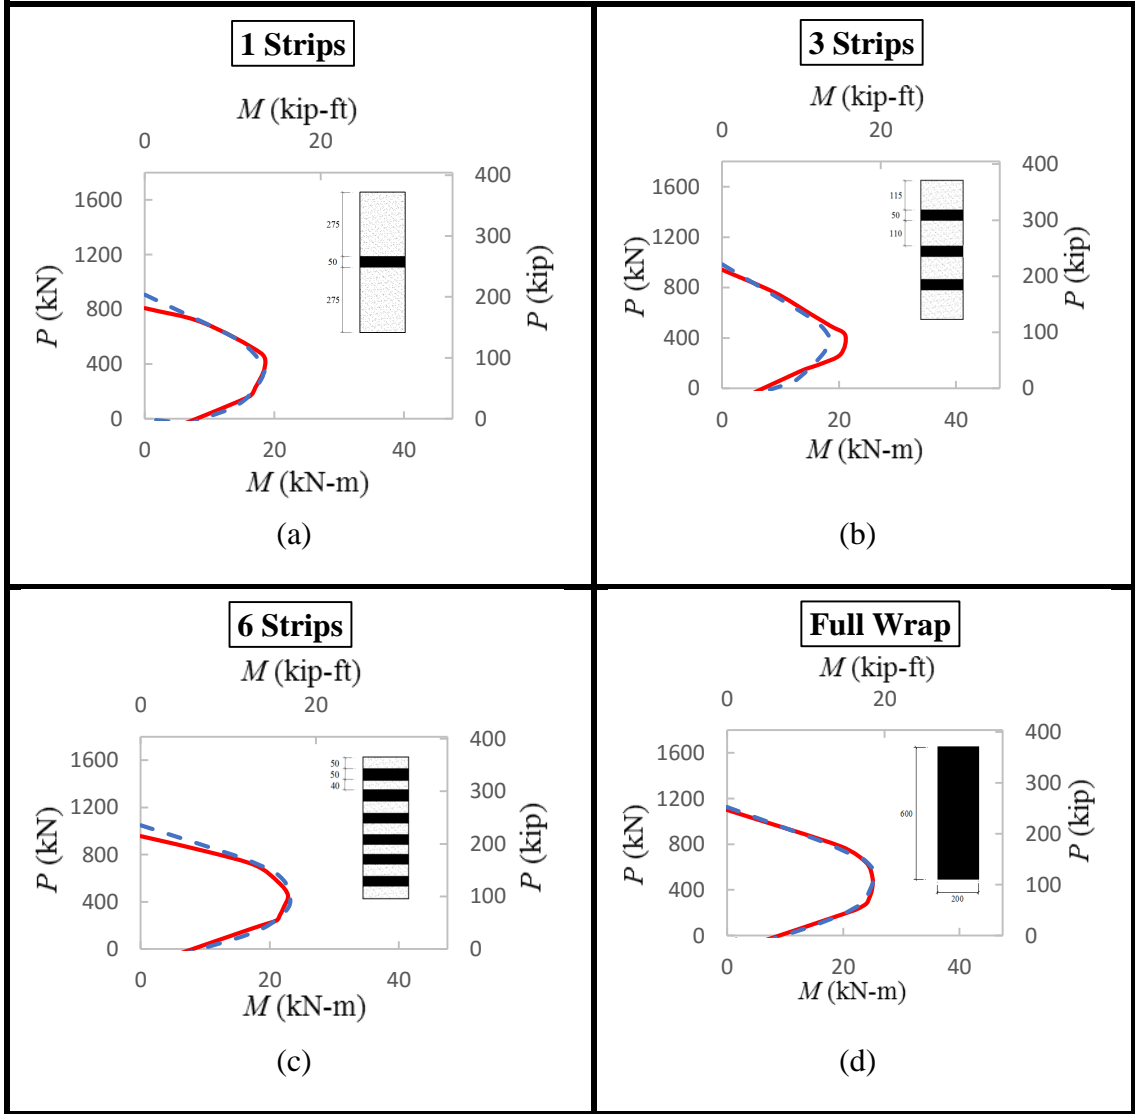 1 Strips
M (kip-ft)
0 20
1600
1200
800
400
0
P (kN)
400
300
200
100
0
P (kip)
275
50
275
0 20 40
M (kN-m)
(a)
3 Strips
M (kip-ft)
0 20
1600
1200
800
400
0
P (kN)
400
300
200
100
0
P (kip)
115
50
110
0 20 40
M (kN-m)
(b)
6 Strips
M (kip-ft)
0 20
1600
1200
800
400
0
P (kN)
400
300
200
100
0
P (kip)
50
50
40
0 20 40
M (kN-m)
(c)
Full Wrap
M (kip-ft)
0 20
1600
1200
800
400
0
P (kN)
400
300
200
100
0
P (kip)
600
200
0 20 40
M (kN-m)
(d)